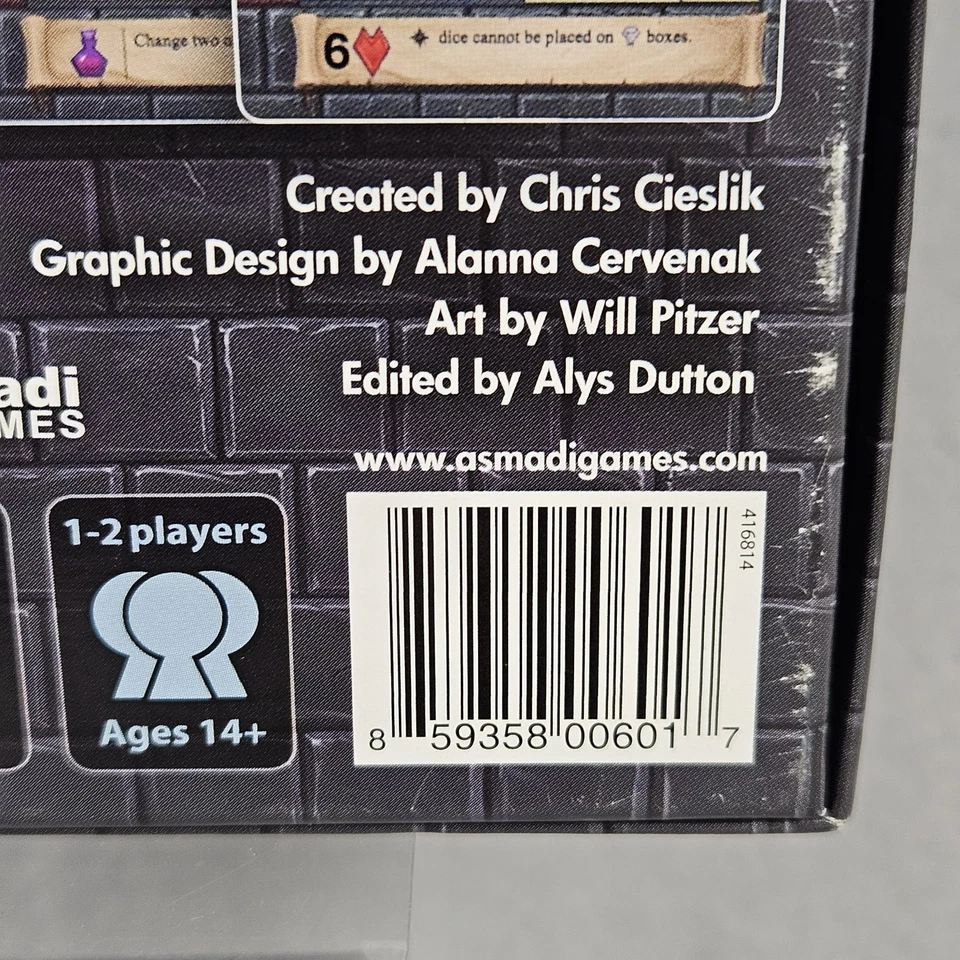 Change two
6 dice cannot be placed on boxes.
Created by Chris Cieslik
Graphic Design by Alanna Cervenak
Art by Will Pitzer
Edited by Alys Dutton
adi
MES
www.asmadigames.com
1-2 players
Ages 14+
416814
8 59358 00601 7